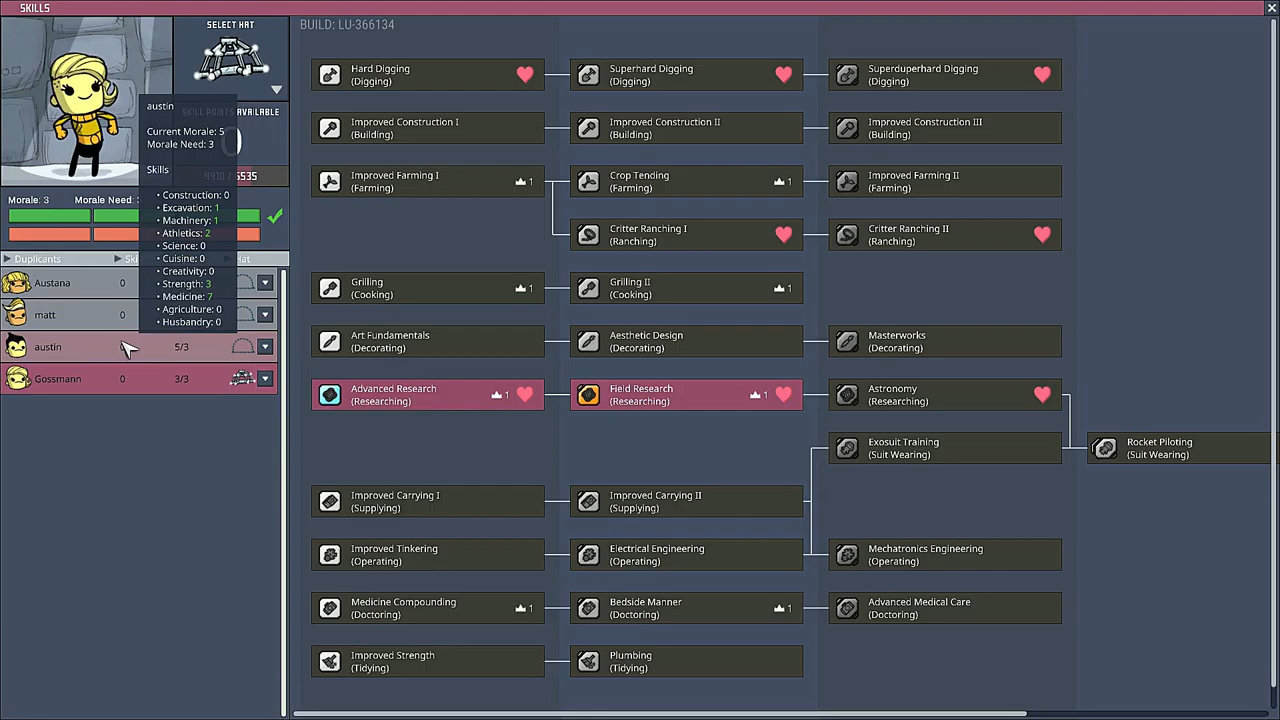 SKILLS
BUILD: LU-366134
SELECT HAT
SKILL POINTS AVAILABLE
0
4410 / 5535
Morale: 3
Morale Need:
austin
Current Morale: 5
Morale Need: 3
Skills
• Construction: 0
• Excavation: 1
• Machinery: 1
• Athletics: 2
• Science: 0
• Cuisine: 0
• Creativity: 0
• Strength: 3
• Medicine: 7
• Agriculture: 0
• Husbandry: 0
Duplicants
Austana 0
matt 0
austin 5/3
Gossmann 0 3/3
Hard Digging
(Digging)
Superhard Digging
(Digging)
Superduperhard Digging
(Digging)
Improved Construction I
(Building)
Improved Construction II
(Building)
Improved Construction III
(Building)
Improved Farming I 1
(Farming)
Crop Tending 1
(Farming)
Improved Farming II
(Farming)
Critter Ranching I
(Ranching)
Critter Ranching II
(Ranching)
Grilling 1
(Cooking)
Grilling II 1
(Cooking)
Art Fundamentals
(Decorating)
Aesthetic Design
(Decorating)
Masterworks
(Decorating)
Advanced Research 1
(Researching)
Field Research 1
(Researching)
Astronomy
(Researching)
Exosuit Training
(Suit Wearing)
Rocket Piloting
(Suit Wearing)
Improved Carrying I
(Supplying)
Improved Carrying II
(Supplying)
Improved Tinkering
(Operating)
Electrical Engineering
(Operating)
Mechatronics Engineering
(Operating)
Medicine Compounding 1
(Doctoring)
Bedside Manner 1
(Doctoring)
Advanced Medical Care
(Doctoring)
Improved Strength
(Tidying)
Plumbing
(Tidying)